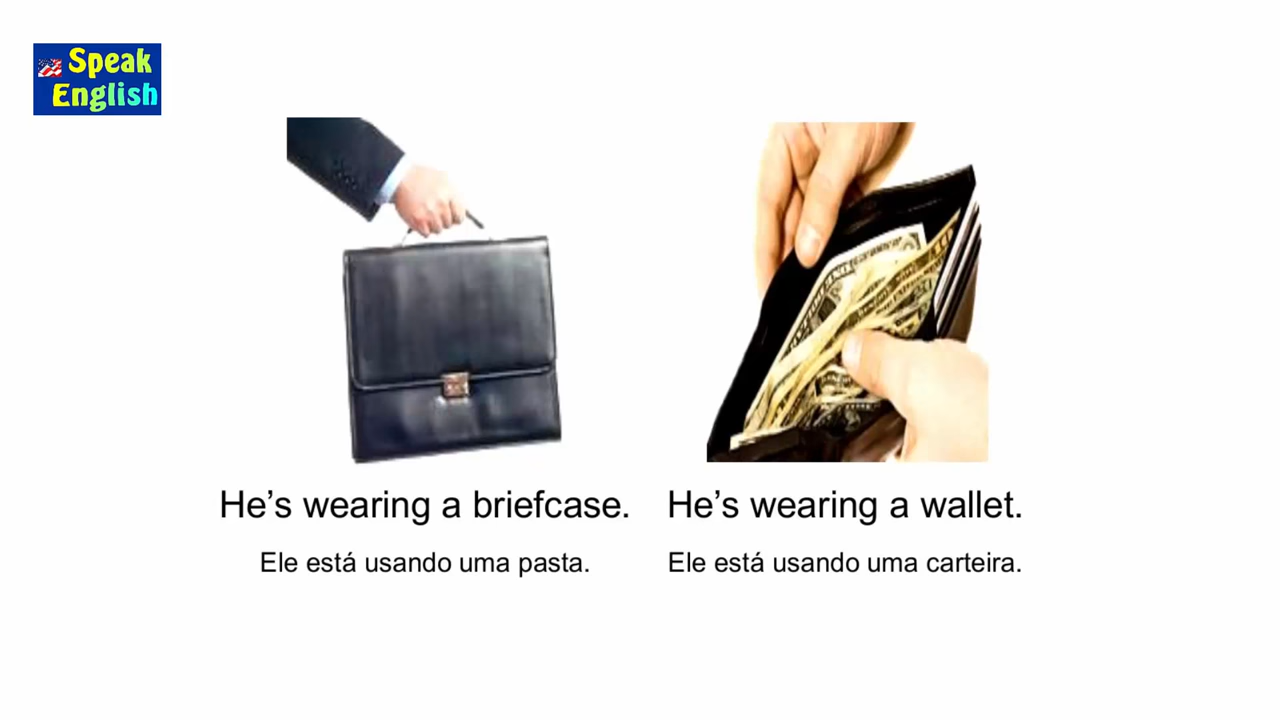 Speak
English
He’s wearing a briefcase.
Ele está usando uma pasta.
He’s wearing a wallet.
Ele está usando uma carteira.